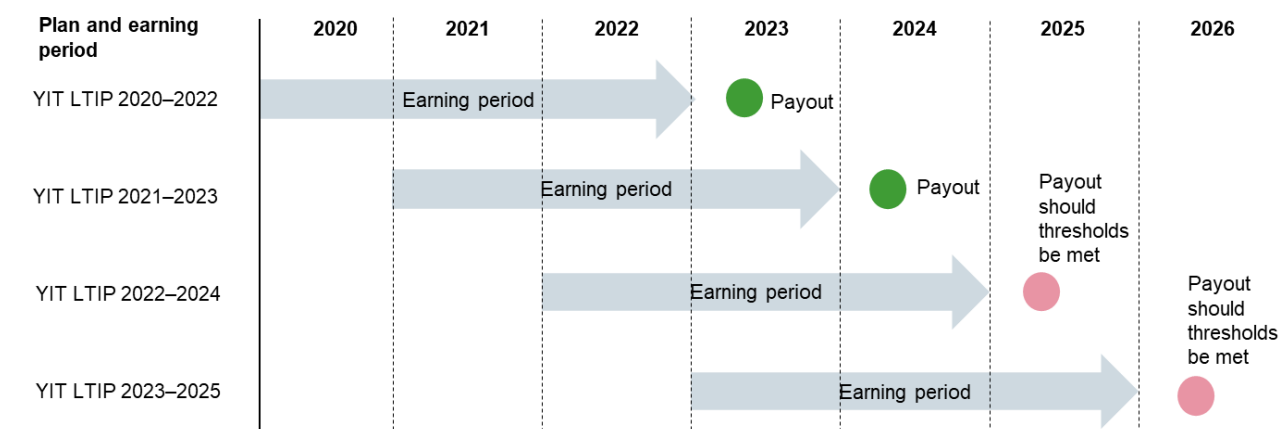 Plan and earning
period
2020
2021
2022
2023
2024
2025
2026
YIT LTIP 2020–2022
Earning period
Payout
YIT LTIP 2021–2023
Earning period
Payout
Payout
should
thresholds
be met
YIT LTIP 2022–2024
Earning period
Payout
should
thresholds
be met
YIT LTIP 2023–2025
Earning period